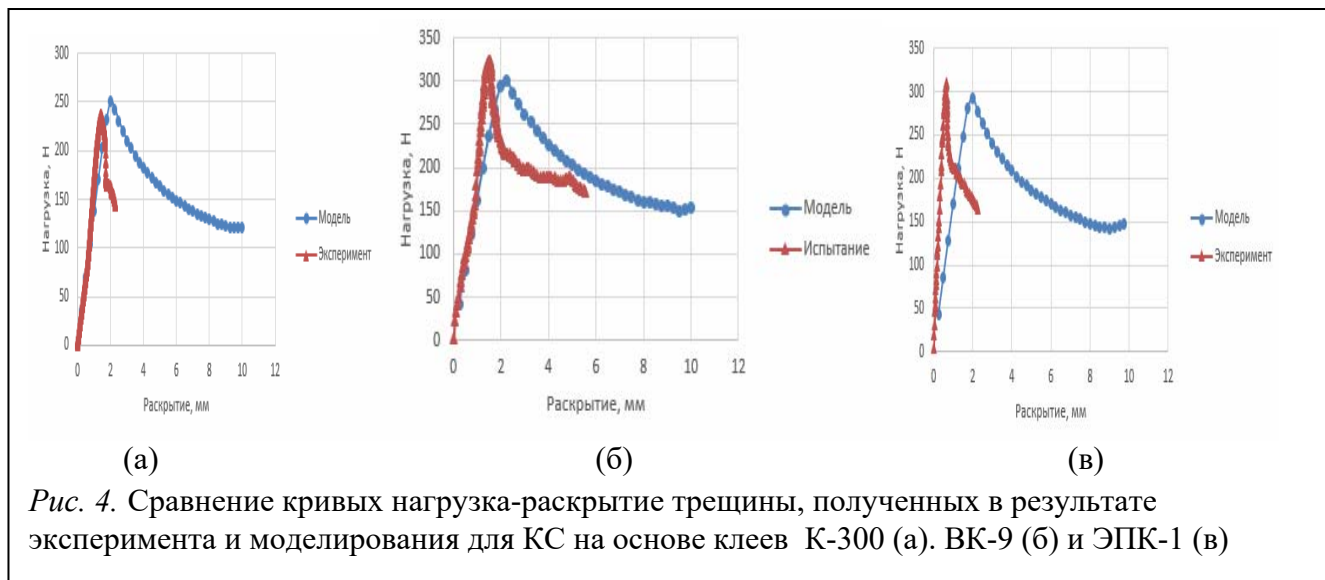 300
250
200
150
100
50
0
Нагрузка, Н
0 2 4 6 8 10 12
Раскрытие, мм
Модель
Эксперимент
(а)
350
300
250
200
150
100
50
0
Нагрузка, Н
0 2 4 6 8 10 12
Раскрытие, мм
Модель
Испытание
(б)
350
300
250
200
150
100
50
0
Нагрузка, Н
0 2 4 6 8 10 12
Раскрытие, мм
Модель
Эксперимент
(в)
Рис. 4. Сравнение кривых нагрузка-раскрытие трещины, полученных в результате
эксперимента и моделирования для КС на основе клеев К-300 (а). ВК-9 (б) и ЭПК-1 (в)